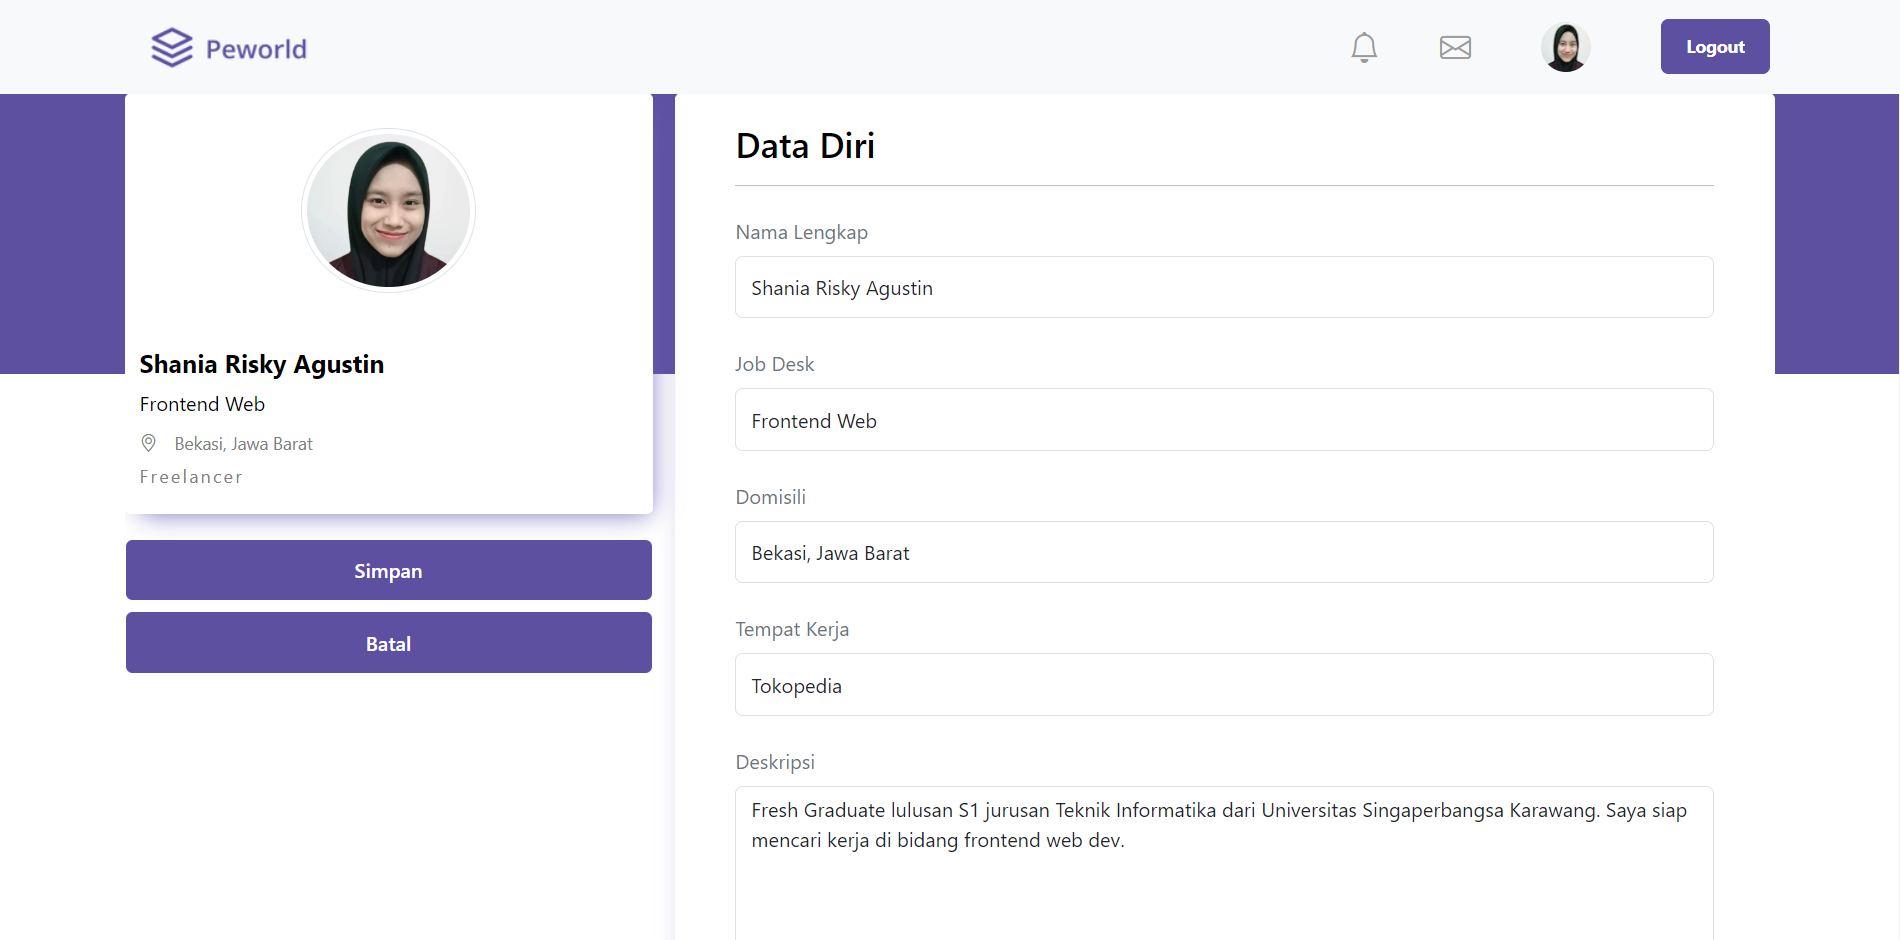 Peworld
Logout
Shania Risky Agustin
Frontend Web
Bekasi, Jawa Barat
Freelancer
Simpan
Batal
Data Diri
Nama Lengkap
Shania Risky Agustin
Job Desk
Frontend Web
Domisili
Bekasi, Jawa Barat
Tempat Kerja
Tokopedia
Deskripsi
Fresh Graduate lulusan S1 jurusan Teknik Informatika dari Universitas Singaperbangsa Karawang. Saya siap
mencari kerja di bidang frontend web dev.